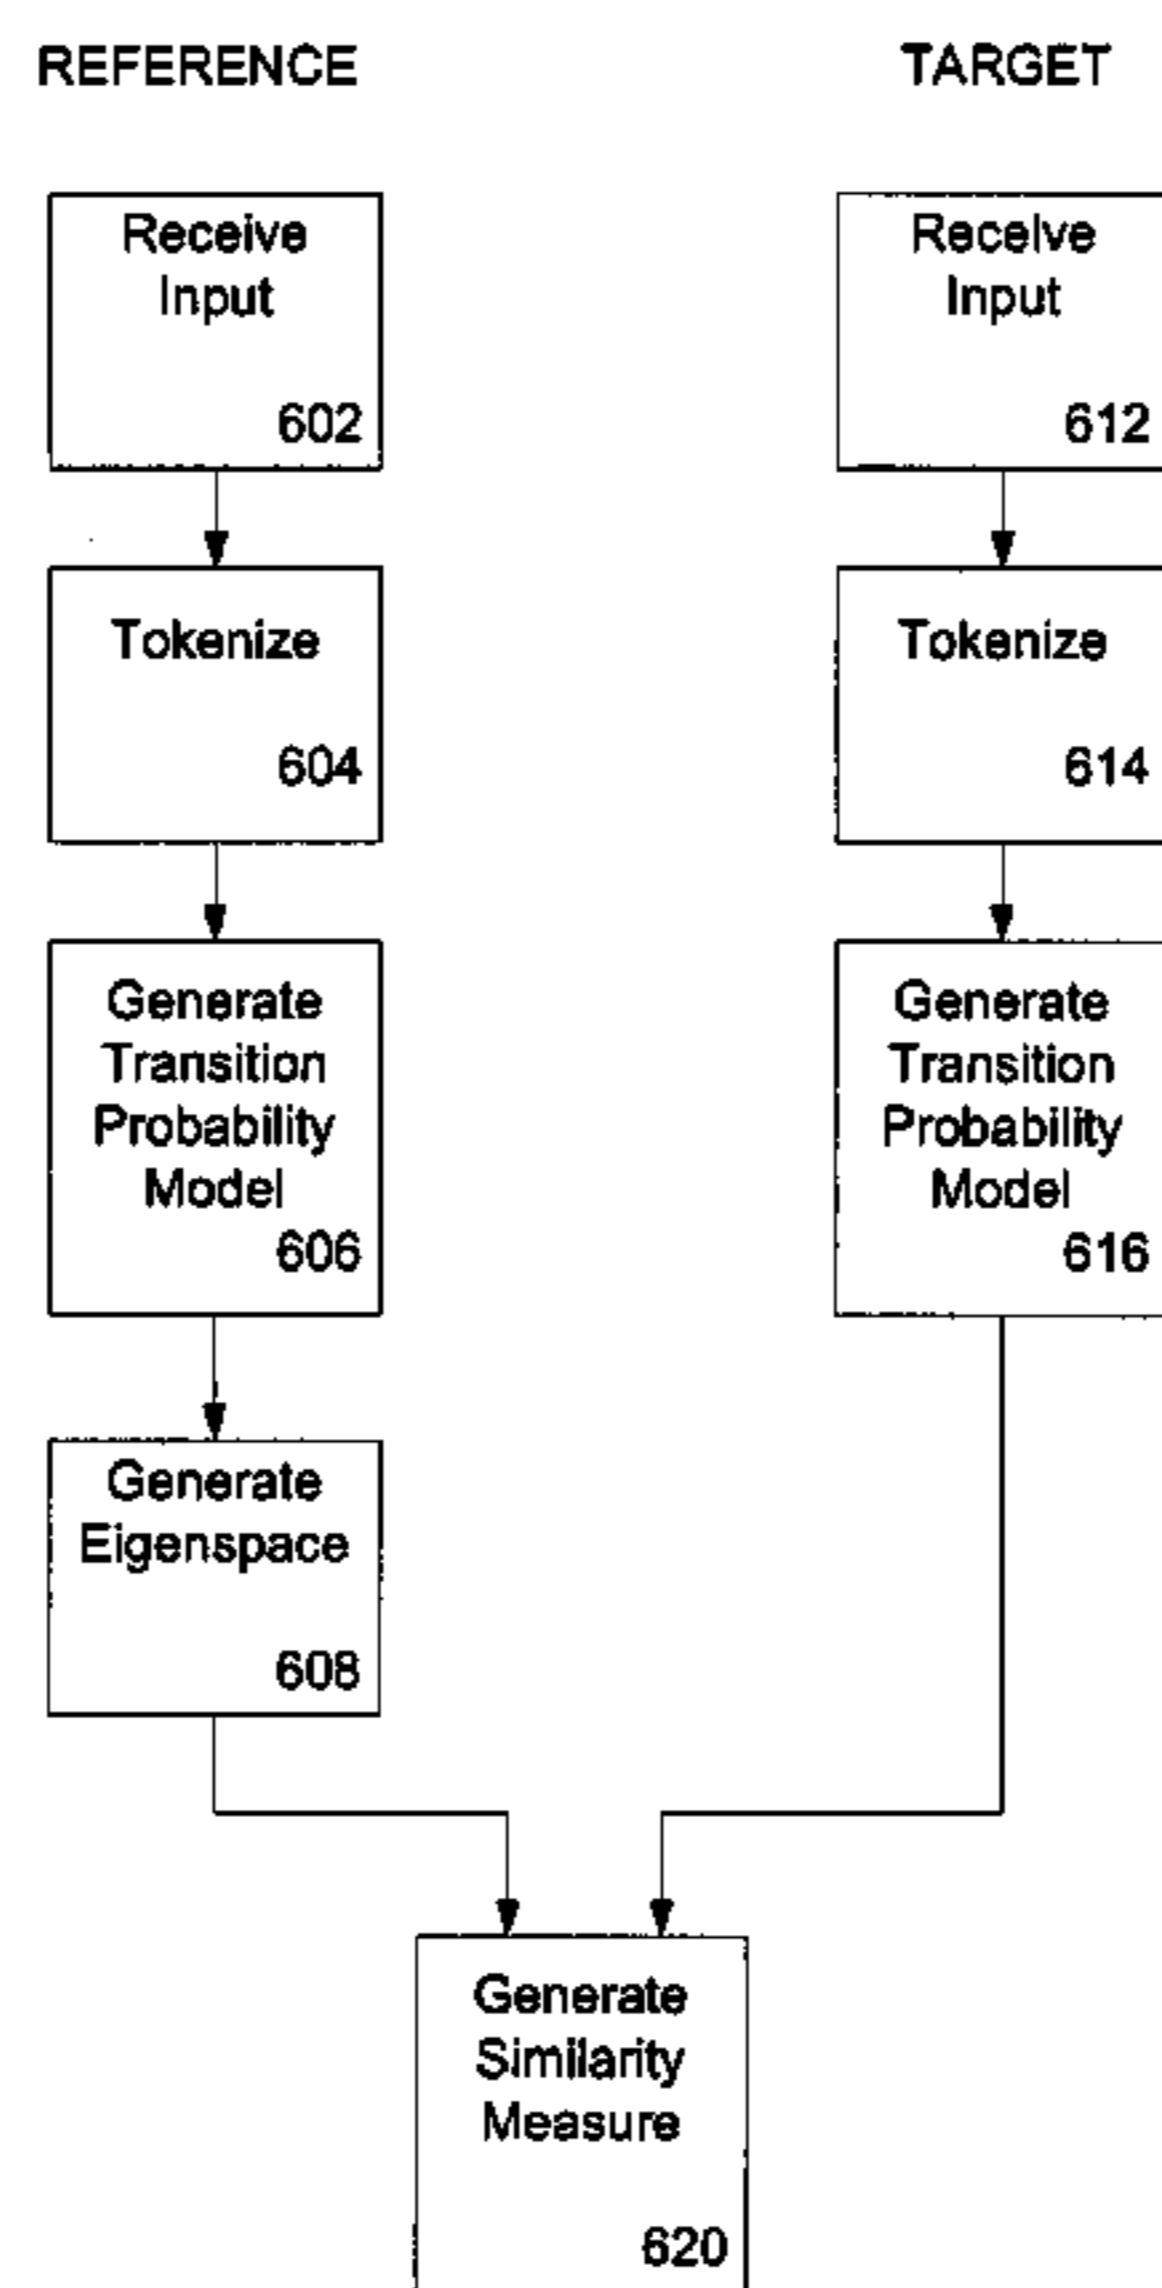 REFERENCE
TARGET
Receive
Input
602
Receive
Input
612
Tokenize
604
Tokenize
614
Generate
Transition
Probability
Model
606
Generate
Transition
Probability
Model
616
Generate
Eigenspace
608
Generate
Similarity
Measure
620